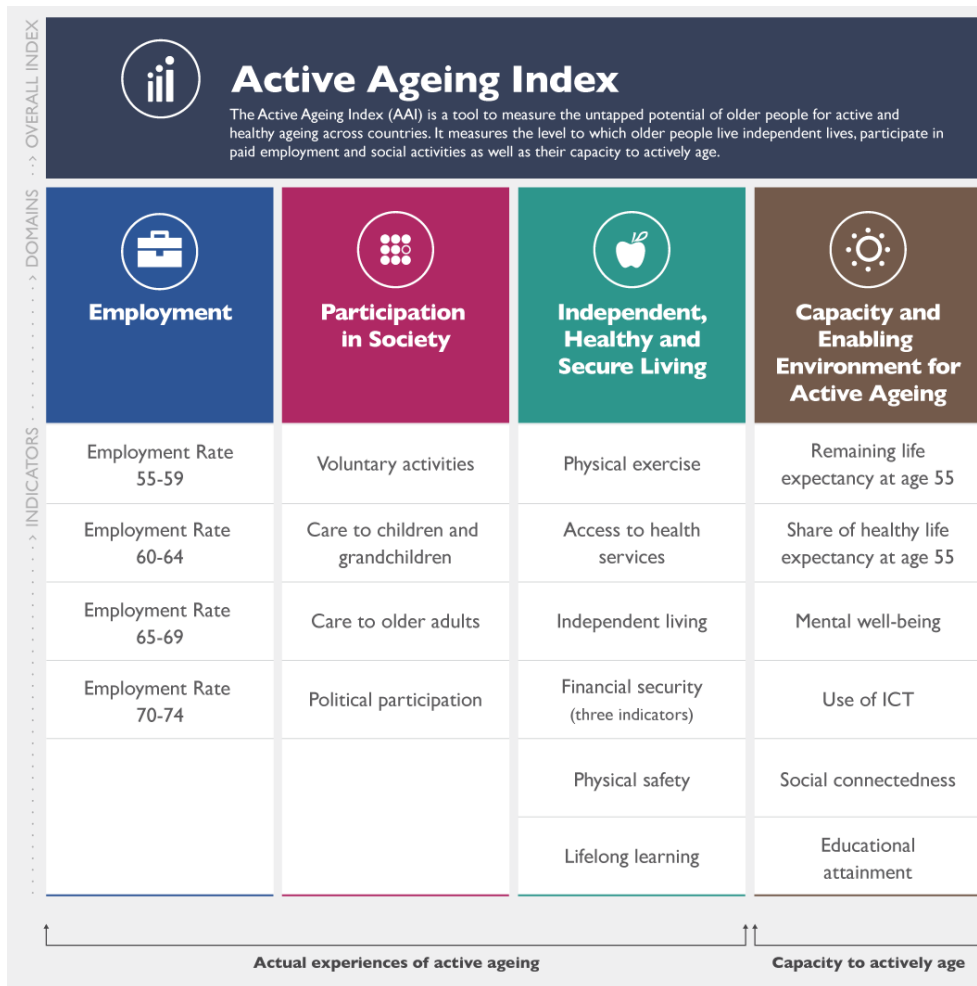 Active Ageing Index
The Active Ageing Index (AAI) is a tool to measure the untapped potential of older people for active and
healthy ageing across countries. It measures the level to which older people live independent lives, participate in
paid employment and social activities as well as their capacity to actively age.
OVERALL INDEX
DOMAINS
INDICATORS
Employment
Employment Rate
55-59
Employment Rate
60-64
Employment Rate
65-69
Employment Rate
70-74
Participation
in Society
Voluntary activities
Care to children and
grandchildren
Care to older adults
Political participation
Independent,
Healthy and
Secure Living
Physical exercise
Access to health
services
Independent living
Financial security
(three indicators)
Physical safety
Lifelong learning
Capacity and
Enabling
Environment for
Active Ageing
Remaining life
expectancy at age 55
Share of healthy life
expectancy at age 55
Mental well-being
Use of ICT
Social connectedness
Educational
attainment
Actual experiences of active ageing
Capacity to actively age